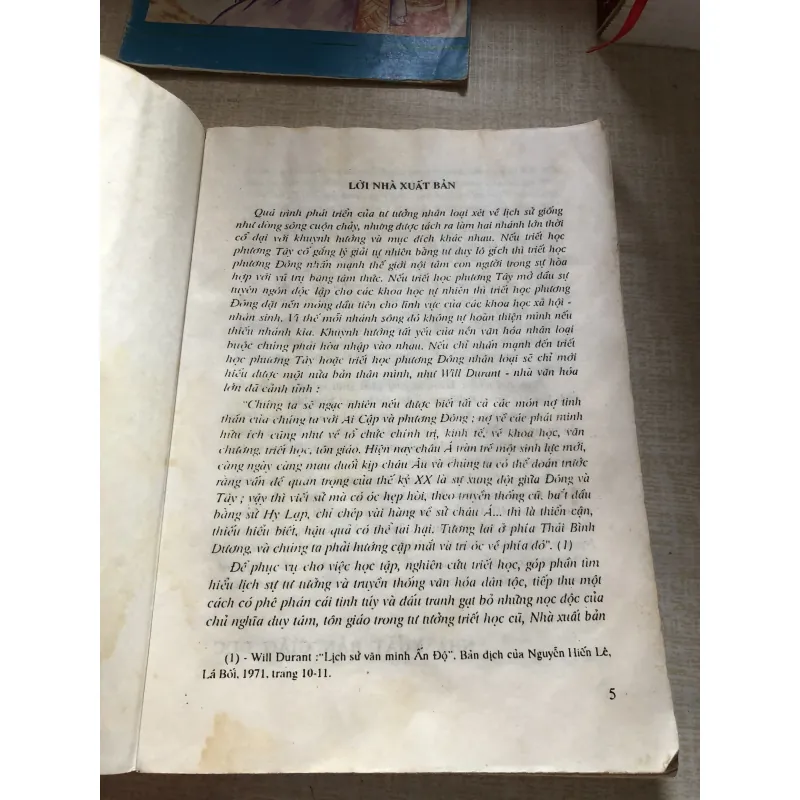 LỜI NHÀ XUẤT BẢN
Quá trình phát triển của tư tưởng nhân loại xét về lịch sử giống
như dòng sông cuộn chảy, nhưng được tách ra làm hai nhánh lớn thời
cổ đại với khuynh hướng và mục đích khác nhau. Nếu triết học
phương Tây cố gắng lý giải tự nhiên bằng tư duy lô gích thì triết học
phương Đông nhấn mạnh thế giới nội tâm con người trong sự hòa
hợp với vũ trụ bằng tâm thức. Nếu triết học phương Tây mở đầu sự
tuyên ngôn độc lập cho các khoa học tự nhiên thì triết học phương
Đông đặt nền móng đầu tiên cho lĩnh vực của các khoa học xã hội -
nhân sinh. Vì thế mỗi nhánh sông đó không tự hoàn thiện mình nếu
thiếu nhánh kia. Khuynh hướng tất yếu của nền văn hóa nhân loại
buộc chúng phải hòa nhập vào nhau. Nếu chỉ nhấn mạnh đến triết
học phương Tây hoặc triết học phương Đông nhân loại sẽ chỉ mới
hiểu được một nửa bản thân mình, như Will Durant - nhà văn hóa
lớn đã cảnh tỉnh :
"Chúng ta sẽ ngạc nhiên nếu được biết tất cả các món nợ tinh
thần của chúng ta với Ai Cập và phương Đông ; nợ về các phát minh
hữu ích cũng như về tổ chức chính trị, kinh tế, về khoa học, văn
chương, triết học, tôn giáo. Hiện nay châu Á tràn trề một sinh lực mới,
càng ngày càng mau đuổi kịp châu Âu và chúng ta có thể đoán trước
rằng vấn đề quan trọng của thế kỷ XX là sự xung đột giữa Đông và
Tây ; vậy thì viết sử mà có óc hẹp hòi, theo truyền thống cũ, bắt đầu
bằng sử Hy Lạp, chỉ chép vài hàng về sử châu Á... thì là thiển cận,
thiếu hiểu biết, hậu quả có thể tai hại. Tương lai ở phía Thái Bình
Dương, và chúng ta phải hướng cặp mắt và trí óc về phía đó". (1)
Để phục vụ cho việc học tập, nghiên cứu triết học, góp phần tìm
hiểu lịch sự tư tưởng và truyền thống văn hóa dân tộc, tiếp thu một
cách có phê phán cái tinh túy và đấu tranh gạt bỏ những nọc độc của
chủ nghĩa duy tâm, tôn giáo trong tư tưởng triết học cũ, Nhà xuất bản
(1) - Will Durant :"Lịch sử văn minh Ấn Độ". Bản dịch của Nguyễn Hiến Lê,
Lá Bối, 1971, trang 10-11.
5